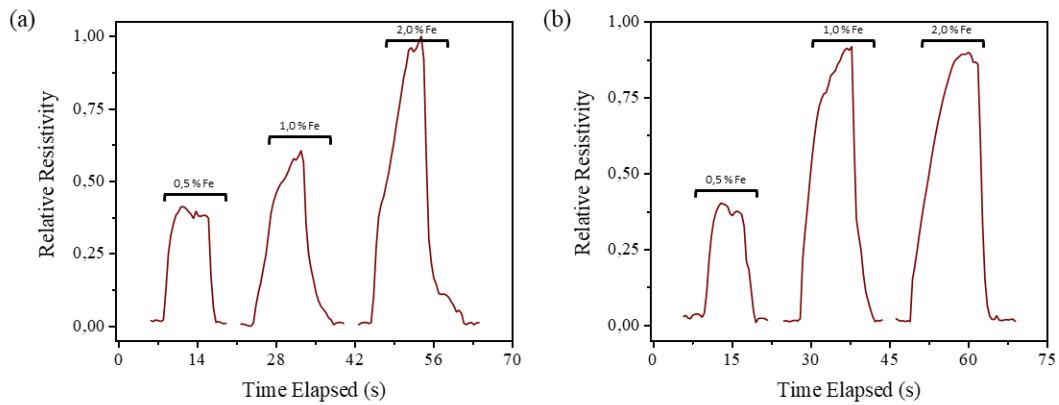 (a)
1,00
0,75
0,50
0,25
0,00
Relative Resistivity
0,5 % Fe
1,0 % Fe
2,0 % Fe
0 14 28 42 56 70
Time Elapsed (s)
(b)
1,00
0,75
0,50
0,25
0,00
Relative Resistivity
0,5 % Fe
1,0 % Fe
2,0 % Fe
0 15 30 45 60 75
Time Elapsed (s)